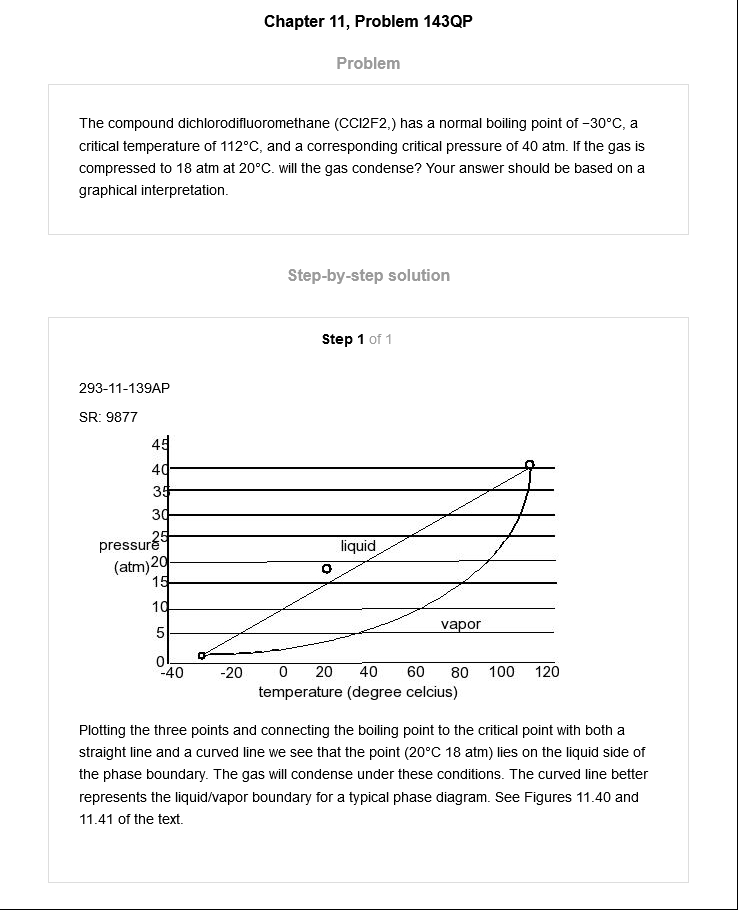 Chapter 11, Problem 143QP
Problem
The compound dichlorodifluoromethane (CCl2F2,) has a normal boiling point of −30°C, a
critical temperature of 112°C, and a corresponding critical pressure of 40 atm. If the gas is
compressed to 18 atm at 20°C. will the gas condense? Your answer should be based on a
graphical interpretation.
Step-by-step solution
Step 1 of 1
293-11-139AP
SR: 9877
45
40
35
30
25
pressure
liquid
(atm)
20
15
10
vapor
5
0
-40 -20 0 20 40 60 80 100 120
temperature (degree celcius)
Plotting the three points and connecting the boiling point to the critical point with both a
straight line and a curved line we see that the point (20°C 18 atm) lies on the liquid side of
the phase boundary. The gas will condense under these conditions. The curved line better
represents the liquid/vapor boundary for a typical phase diagram. See Figures 11.40 and
11.41 of the text.